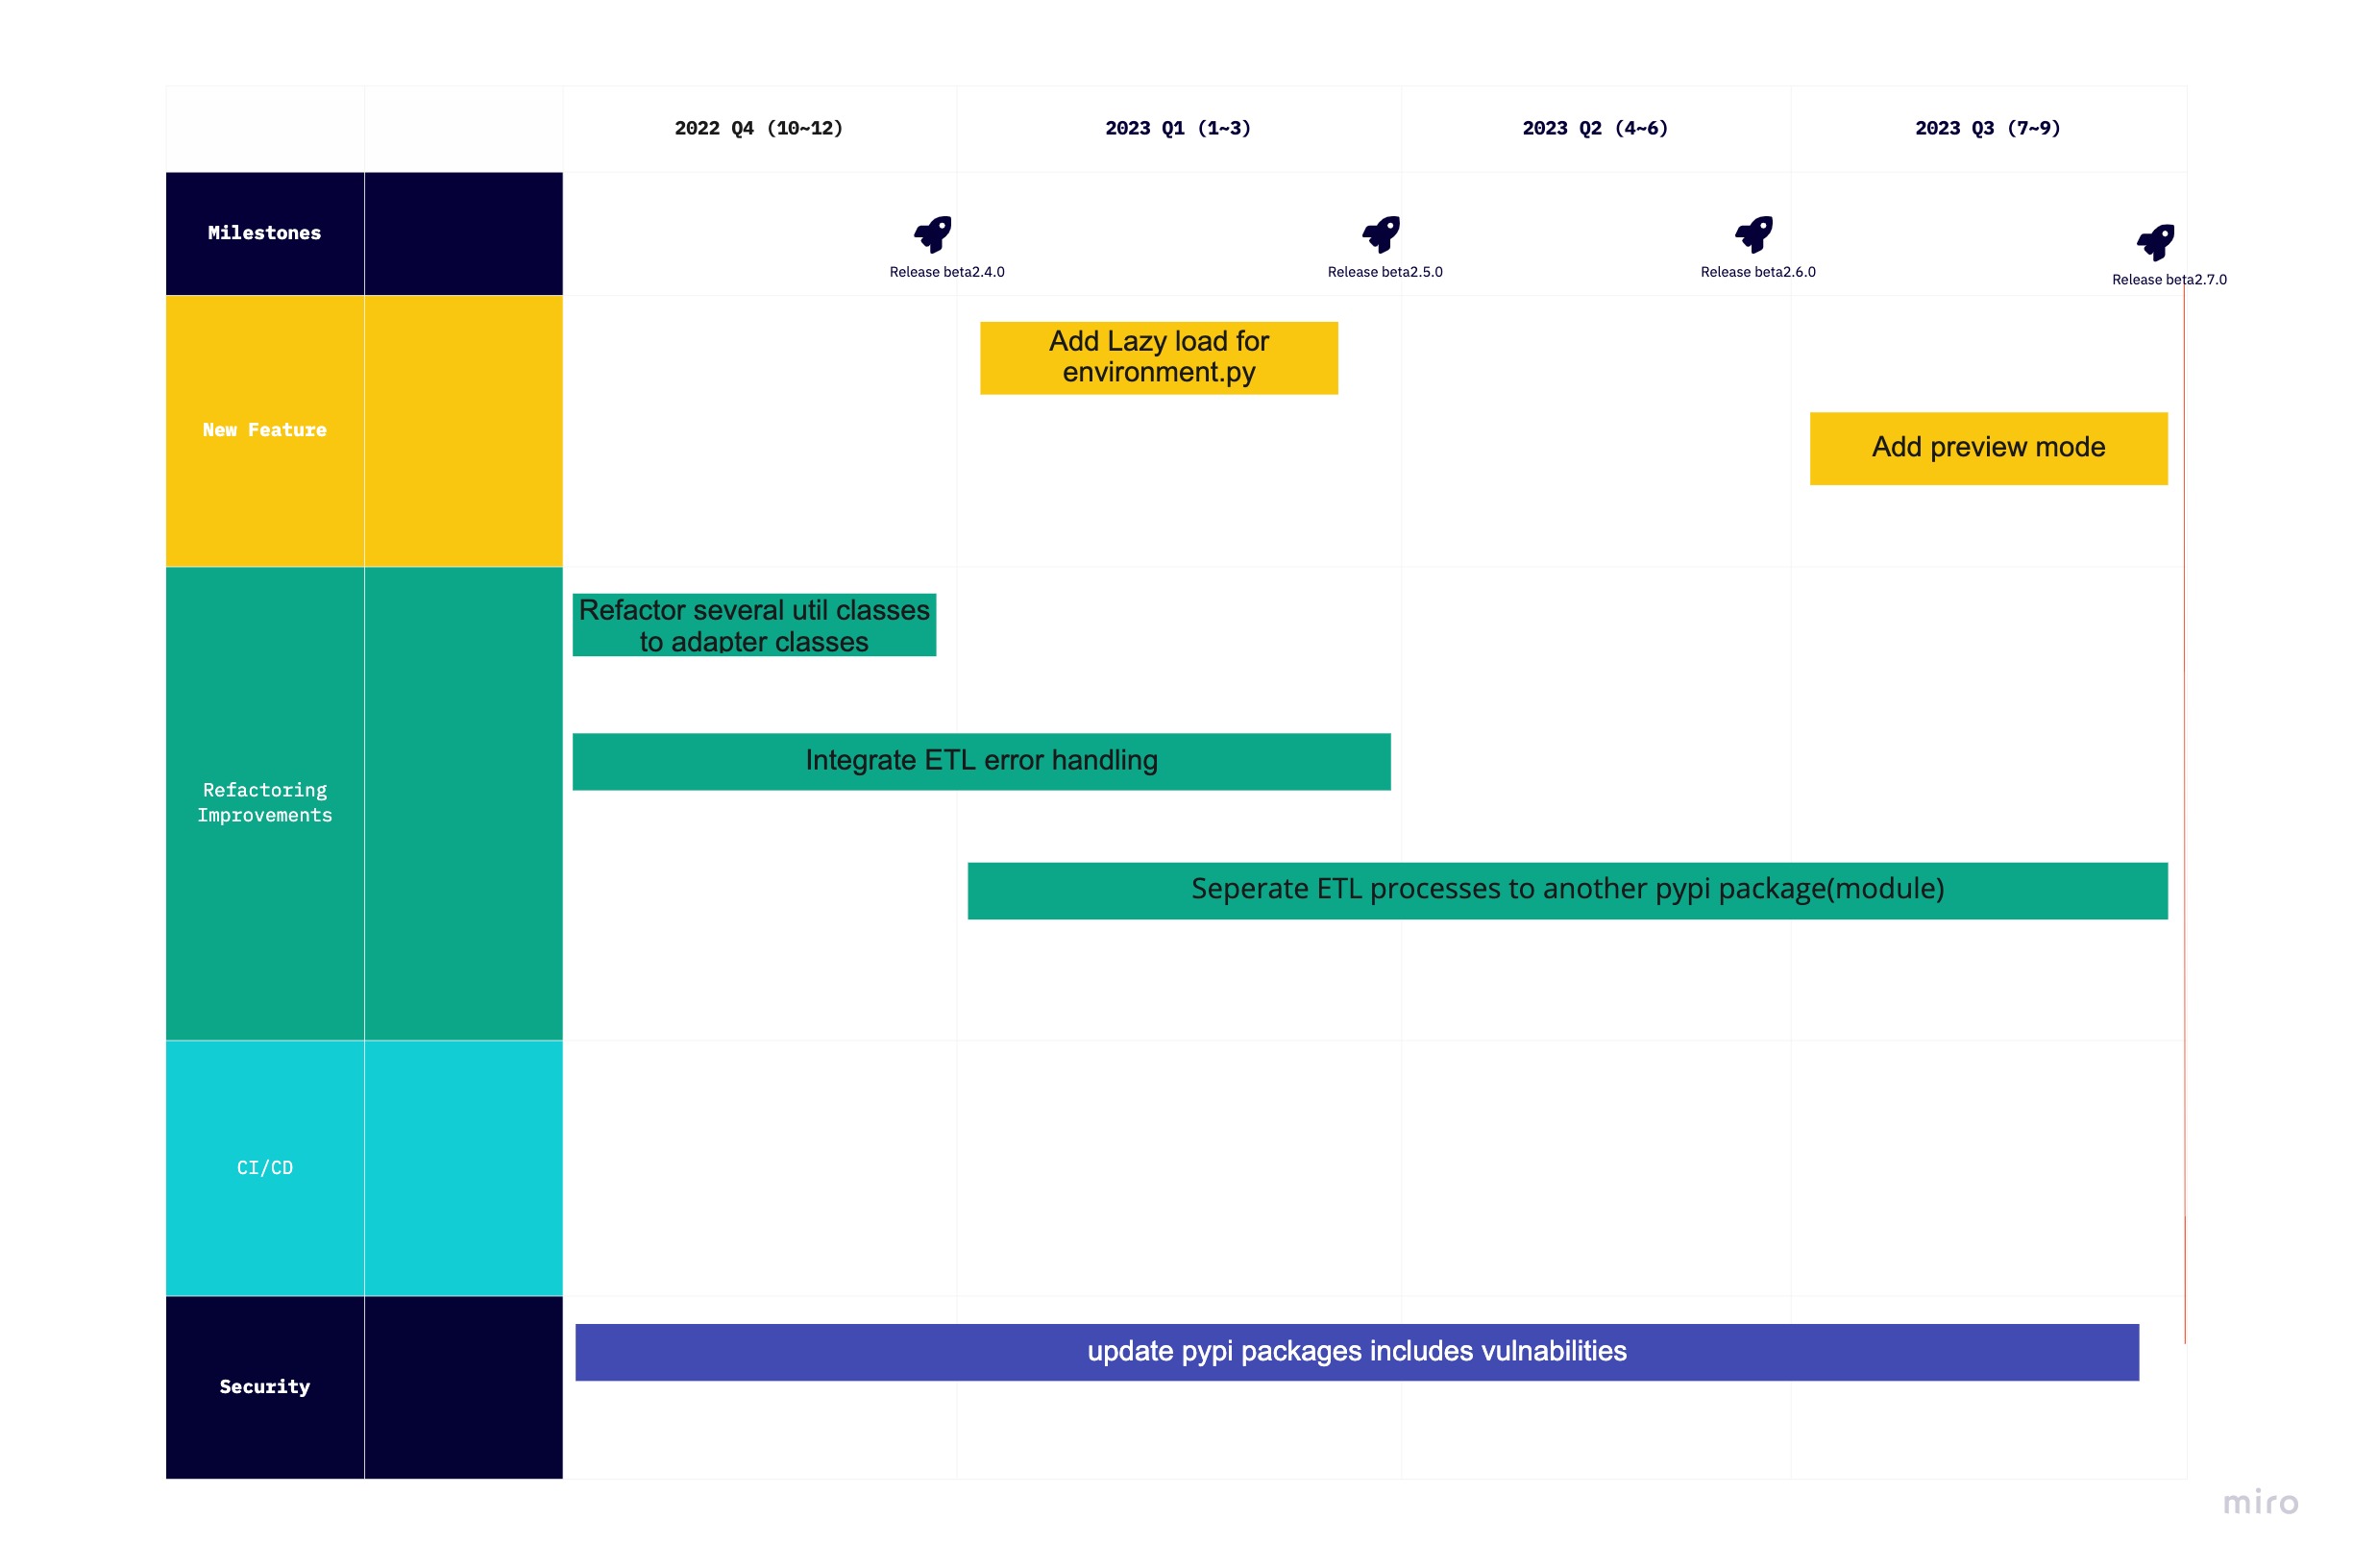 2022 Q4 (10~12)
2023 Q1 (1~3)
2023 Q2 (4~6)
2023 Q3 (7~9)
Milestones
Release beta2.4.0
Release beta2.5.0
Release beta2.6.0
Release beta2.7.0
New Feature
Add Lazy load for
environment.py
Add preview mode
Refactoring
Improvements
Refactor several util classes
to adapter classes
Integrate ETL error handling
Seperate ETL processes to another pypi package(module)
CI/CD
Security
update pypi packages includes vulnabilities
miro